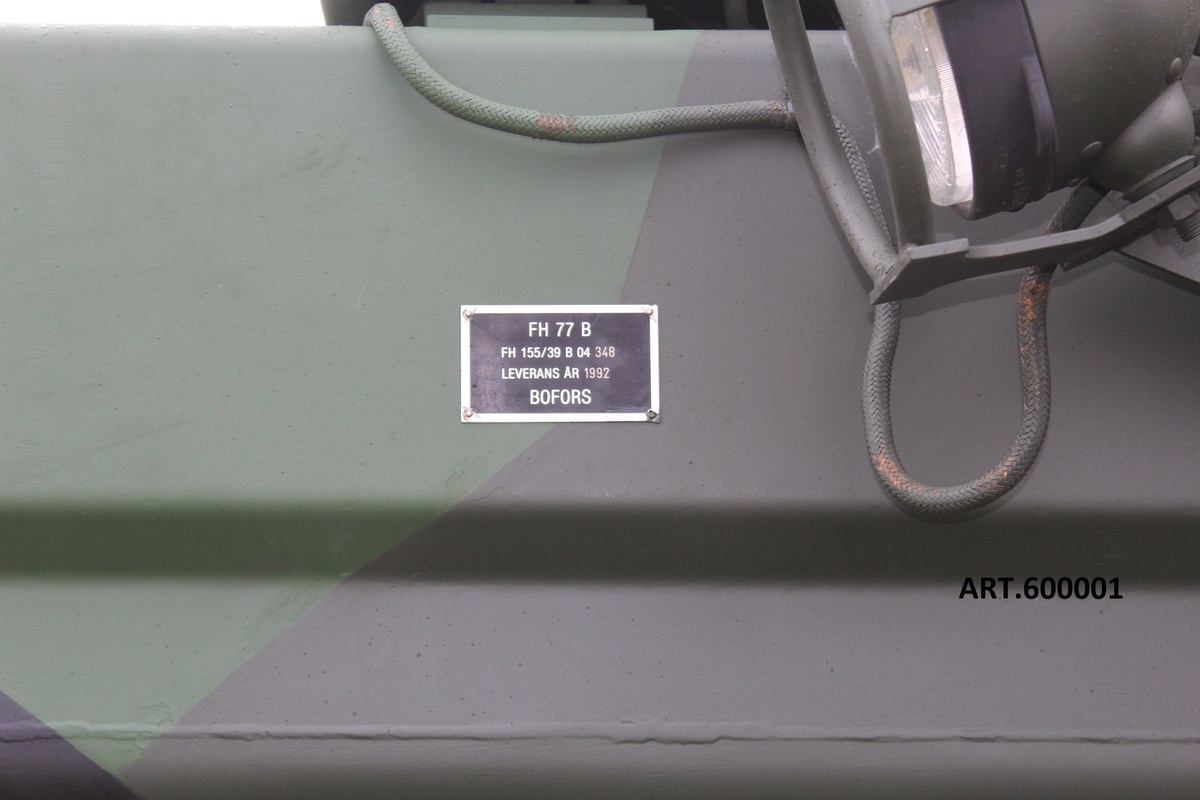 FH 77 B
FH 155/39 B 04 348
LEVERANS ÅR 1992
BOFORS
ART.600001